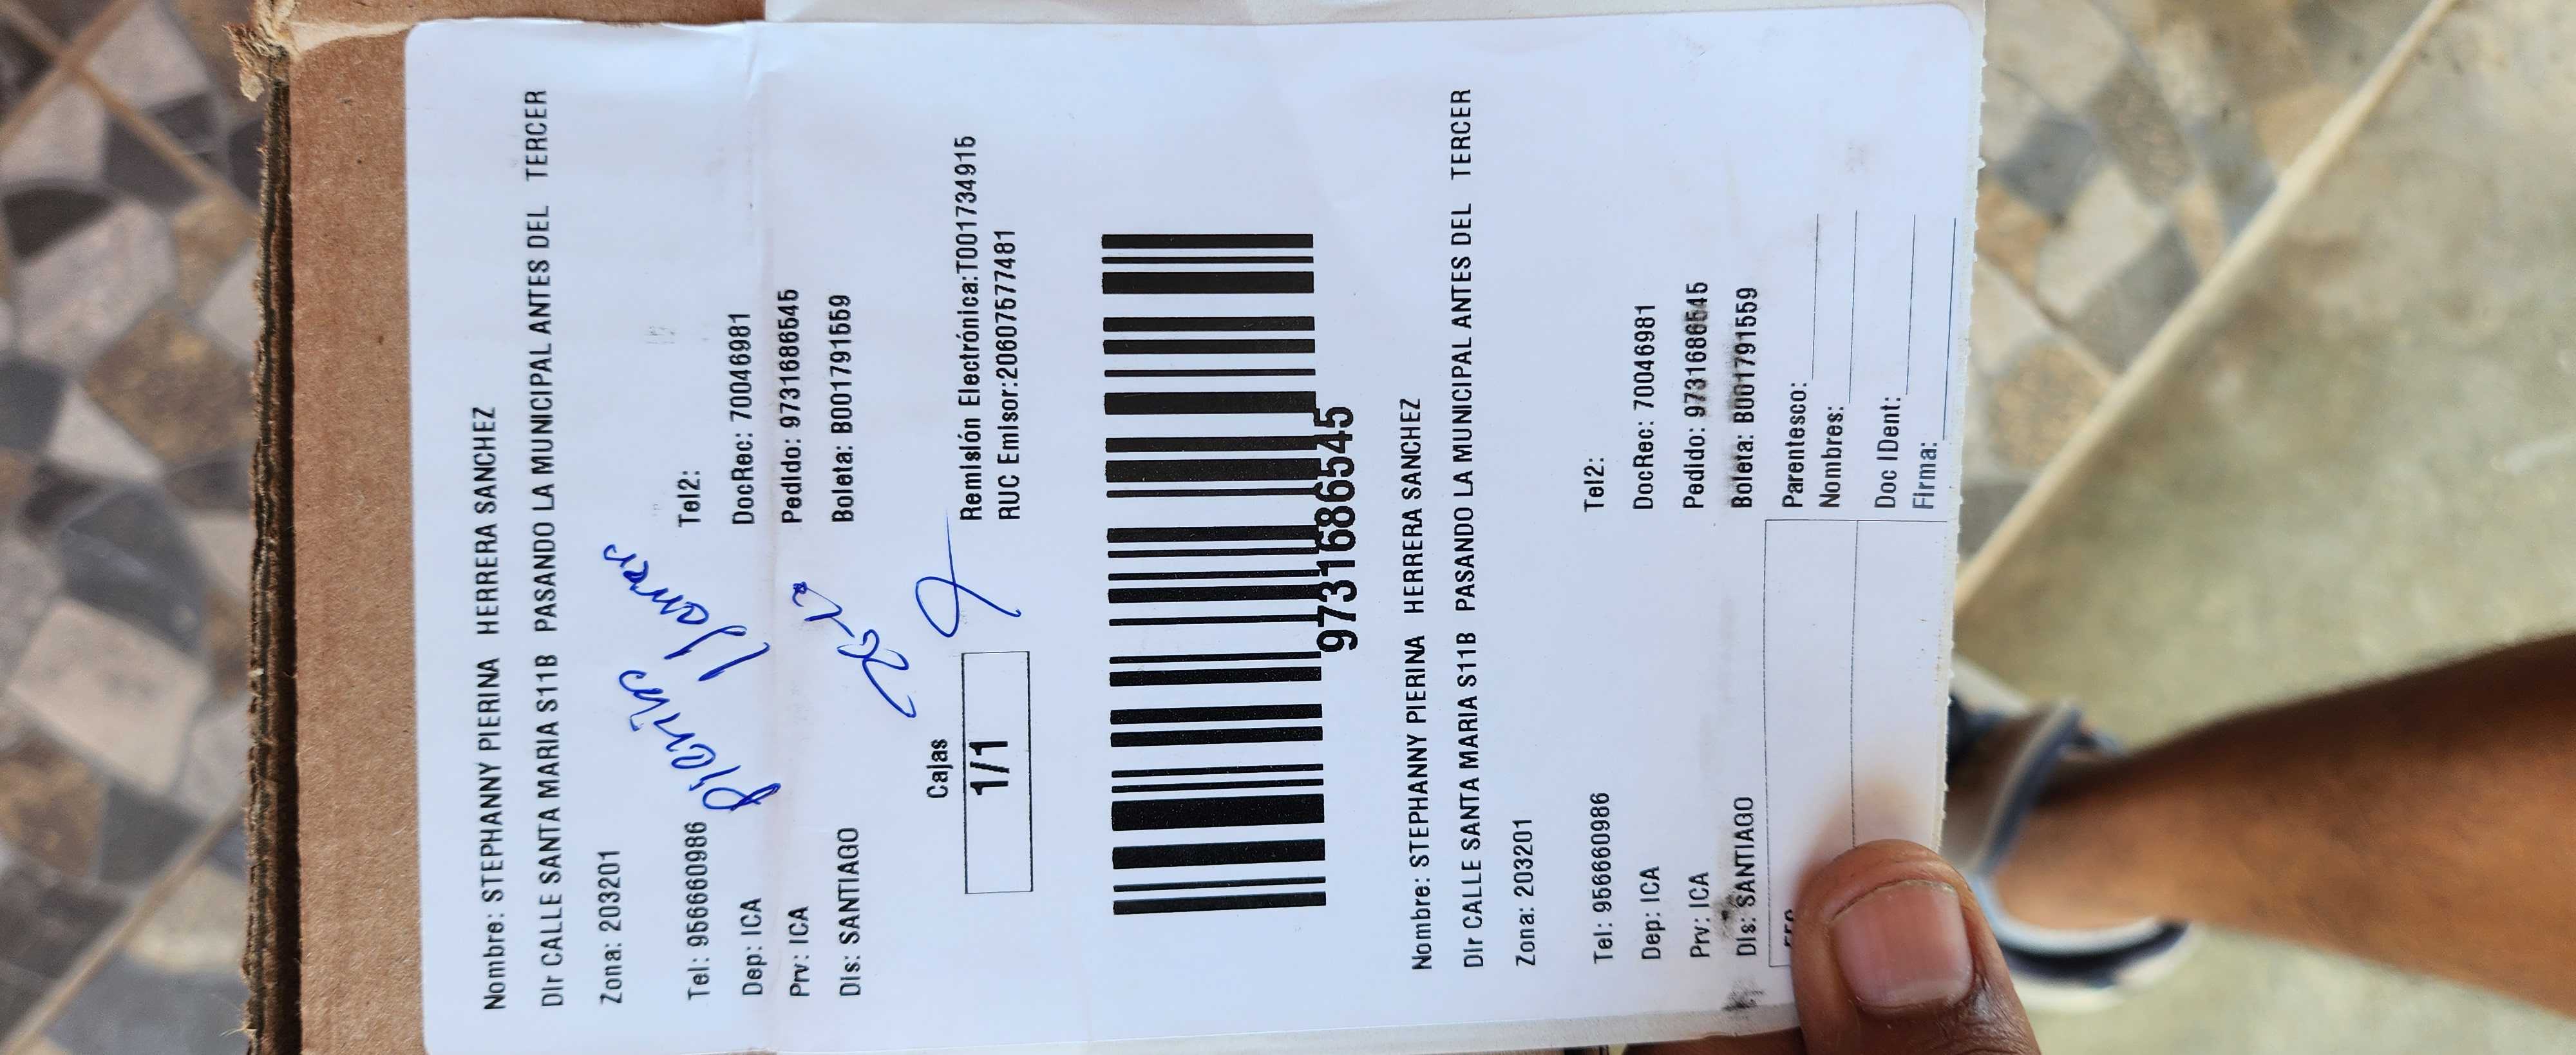 Nombre: STEPHANNY PIERINA HERRERA SANCHEZ
Dir CALLE SANTA MARIA S11B PASANDO LA MUNICIPAL ANTES DEL TERCER
Zona: 203201
Tel: 956660986 Tel2:
Dep: ICA DocRec: 70046981
Prv: ICA Pedido: 9731686545
Dis: SANTIAGO Boleta: B001791559
Pierina Herrera
Cajas
1/1
Remisión Electrónica:T001734915
RUC Emisor:20607577481
9731686545
Nombre: STEPHANNY PIERINA HERRERA SANCHEZ
Dir CALLE SANTA MARIA S11B PASANDO LA MUNICIPAL ANTES DEL TERCER
Zona: 203201
Tel: 956660986 Tel2:
Dep: ICA DocRec: 70046981
Prv: ICA Pedido: 9731686545
Dis: SANTIAGO Boleta: B001791559
Parentesco:
Nombres:
Doc IDent:
Firma: